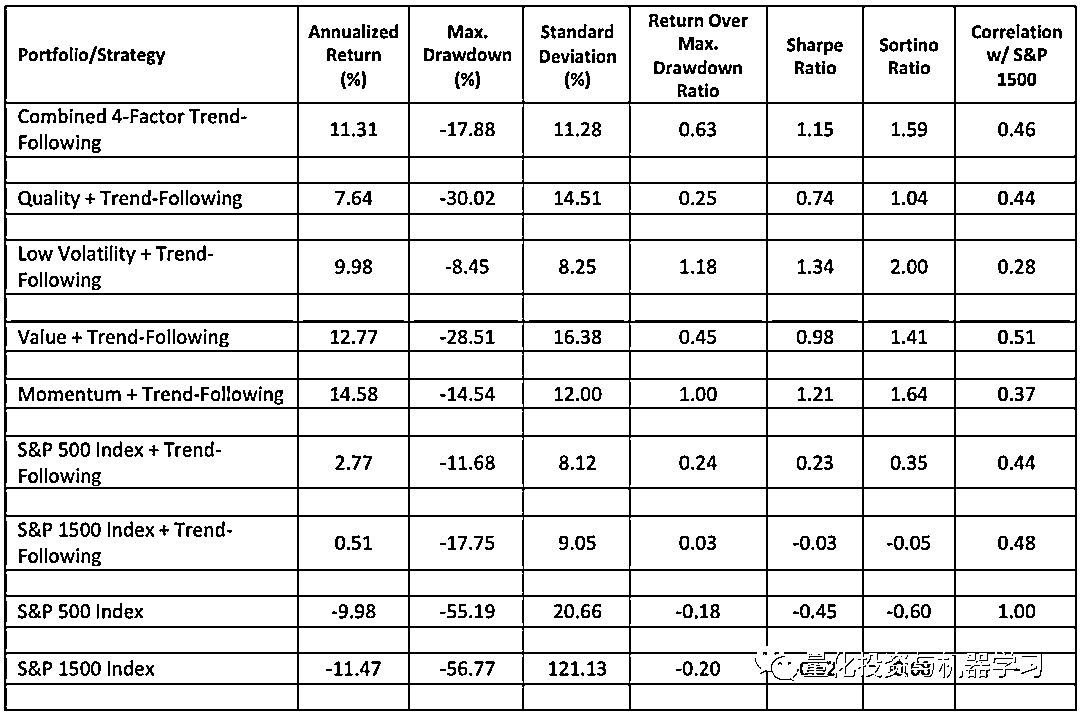 Portfolio/Strategy
Annualized
Return
(%)
Max.
Drawdown
(%)
Standard
Deviation
(%)
Return Over
Max.
Drawdown
Ratio
Sharpe
Ratio
Sortino
Ratio
Correlation
w/ S&P
1500
Combined 4-Factor Trend-
Following
11.31 -17.88 11.28 0.63 1.15 1.59 0.46
Quality + Trend-Following 7.64 -30.02 14.51 0.25 0.74 1.04 0.44
Low Volatility + Trend-
Following
9.98 -8.45 8.25 1.18 1.34 2.00 0.28
Value + Trend-Following 12.77 -28.51 16.38 0.45 0.98 1.41 0.51
Momentum + Trend-Following 14.58 -14.54 12.00 1.00 1.21 1.64 0.37
S&P 500 Index + Trend-
Following
2.77 -11.68 8.12 0.24 0.23 0.35 0.44
S&P 1500 Index + Trend-
Following
0.51 -17.75 9.05 0.03 -0.03 -0.05 0.48
S&P 500 Index -9.98 -55.19 20.66 -0.18 -0.45 -0.60 1.00
S&P 1500 Index -11.47 -56.77 121.13 -0.20
量化投资与机器学习